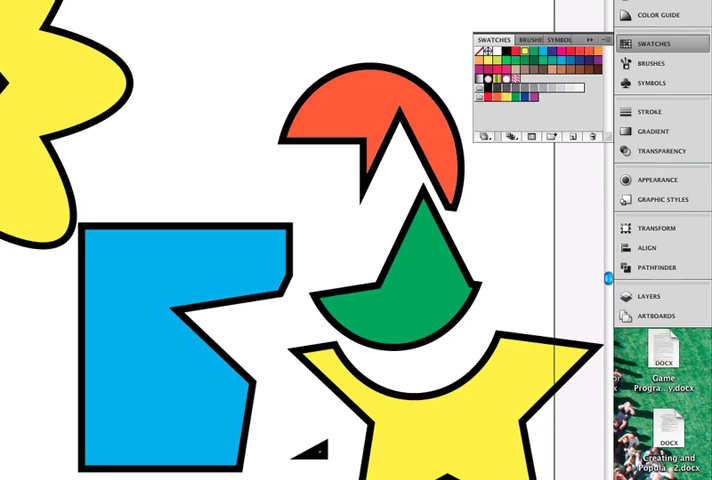 COLOR GUIDE
SWATCHES BRUSHE SYMBOL
SWATCHES
BRUSHES
SYMBOLS
STROKE
GRADIENT
TRANSPARENCY
APPEARANCE
GRAPHIC STYLES
TRANSFORM
ALIGN
PATHFINDER
LAYERS
ARTBOARDS
DOCX
Game
Progra...y.docx
DOCX
Creating and
Popula...2.docx